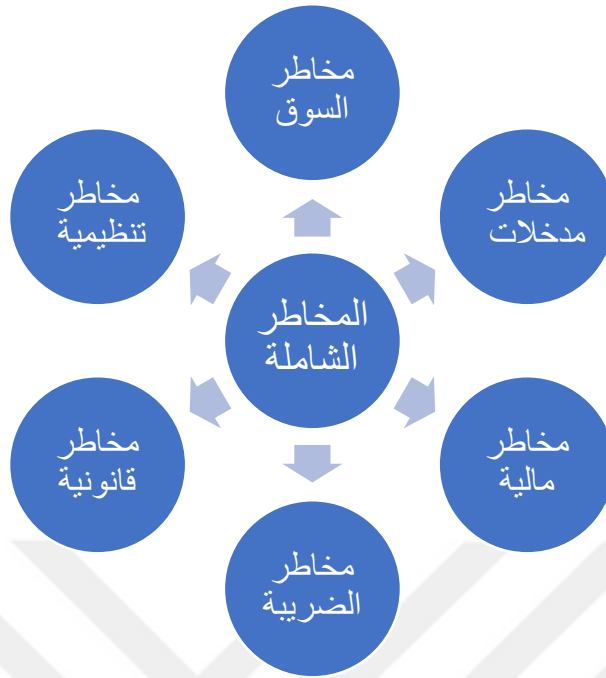 مخاطر
السوق
مخاطر
مدخلات
مخاطر
تنظيمية
المخاطر
الشاملة
مخاطر
مالية
مخاطر
قانونية
مخاطر
الضريبة